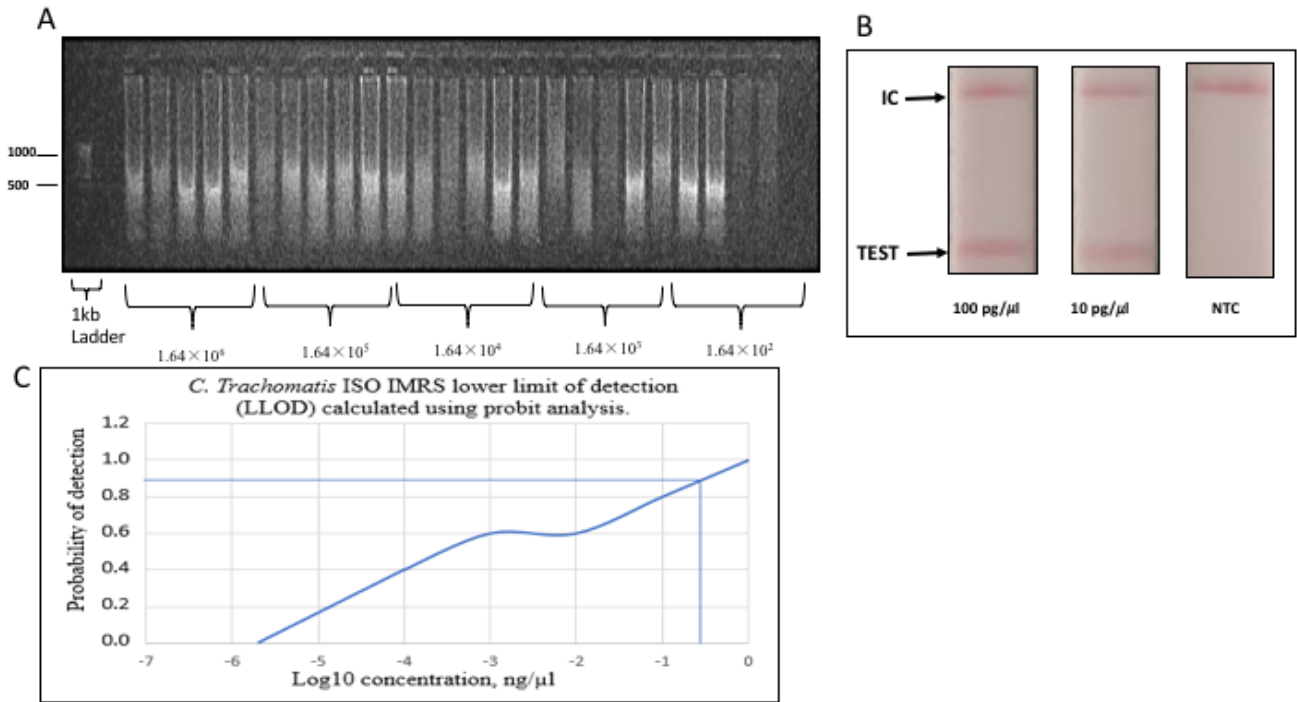 A
1000
500
1kb
Ladder
1.64×10⁶
1.64×10⁵
1.64×10⁴
1.64×10³
1.64×10²
B
IC
TEST
100 pg/μl
10 pg/μl
NTC
C
C. Trachomatis ISO IMRS lower limit of detection
(LLOD) calculated using probit analysis.
Probability of detection
1.2
1.0
0.8
0.6
0.4
0.2
0.0
-7 -6 -5 -4 -3 -2 -1 0
Log10 concentration, ng/μl